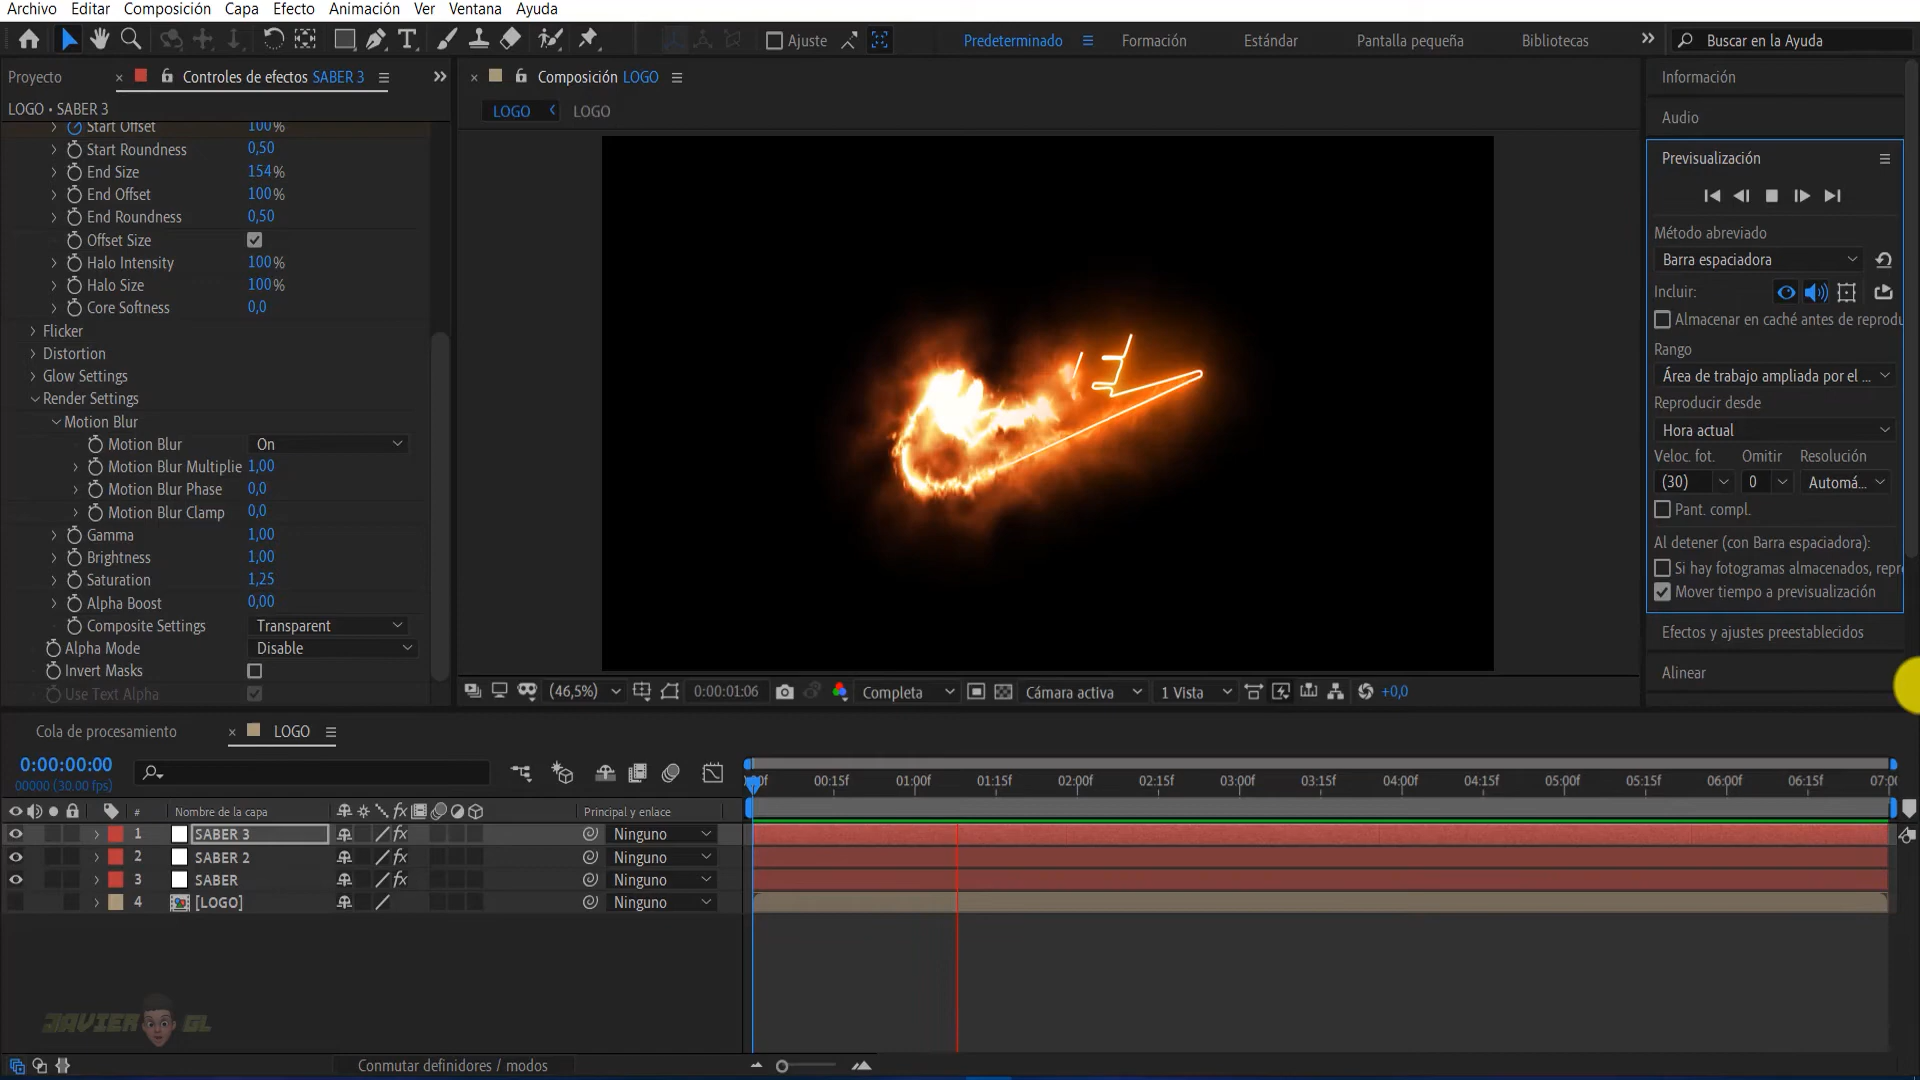 Archivo Editar Composición Capa Efecto Animación Ver Ventana Ayuda
Ajuste Predeterminado Formación Estándar Pantalla pequeña Bibliotecas Buscar en la Ayuda
Proyecto Controles de efectos SABER 3
Composición LOGO
Información
LOGO • SABER 3
LOGO LOGO
Audio
Start Offset 100%
Start Roundness 0,50
End Size 154%
End Offset 100%
End Roundness 0,50
Offset Size
Halo Intensity 100%
Halo Size 100%
Core Softness 0,0
Flicker
Distortion
Glow Settings
Render Settings
Motion Blur
Motion Blur On
Motion Blur Multiplie 1,00
Motion Blur Phase 0,0
Motion Blur Clamp 0,0
Gamma 1,00
Brightness 1,00
Saturation 1,25
Alpha Boost 0,00
Composite Settings Transparent
Alpha Mode Disable
Invert Masks
Use Text Alpha
Previsualización
Método abreviado
Barra espaciadora
Incluir:
Almacenar en caché antes de reprodu
Rango
Área de trabajo ampliada por el ...
Reproducir desde
Hora actual
Veloc. fot. Omitir Resolución
(30) 0 Automá...
Pant. compl.
Al detener (con Barra espaciadora):
Si hay fotogramas almacenados, repr
Mover tiempo a previsualización
Efectos y ajustes preestablecidos
Alinear
(46,5%) 0:00:01:06 Completa Cámara activa 1 Vista +0,0
Cola de procesamiento LOGO
0:00:00:00
00000 (30.00 fps)
00f 00:15f 01:00f 01:15f 02:00f 02:15f 03:00f 03:15f 04:00f 04:15f 05:00f 05:15f 06:00f 06:15f 07:00
# Nombre de la capa fx Principal y enlace
1 SABER 3 fx Ninguno
2 SABER 2 fx Ninguno
3 SABER fx Ninguno
4 [LOGO] Ninguno
JAVIER GL
Conmutar definidores / modos